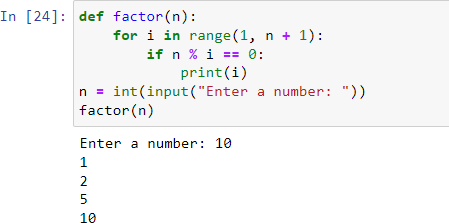 In [24]: def factor(n):
    for i in range(1, n + 1):
        if n % i == 0:
            print(i)
n = int(input("Enter a number: "))
factor(n)
Enter a number: 10
1
2
5
10